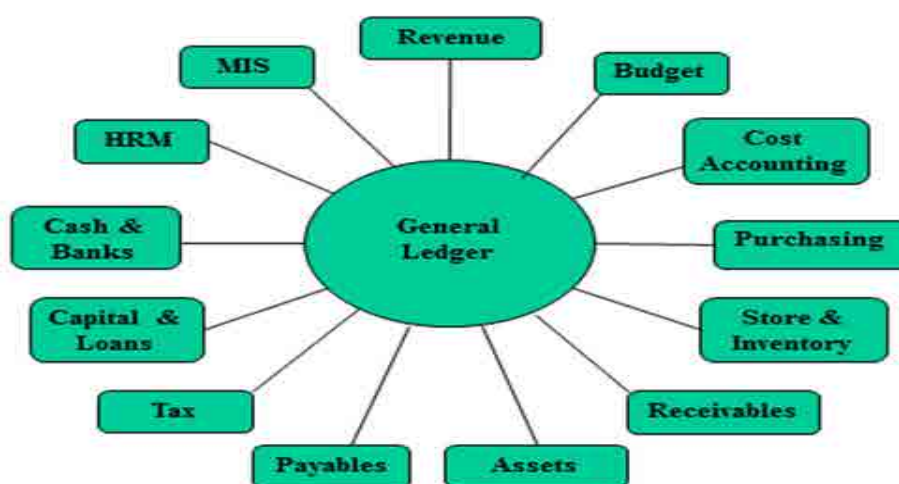 Revenue
MIS
Budget
HRM
Cost
Accounting
General
Ledger
Cash &
Banks
Purchasing
Capital &
Loans
Store &
Inventory
Tax
Receivables
Payables
Assets